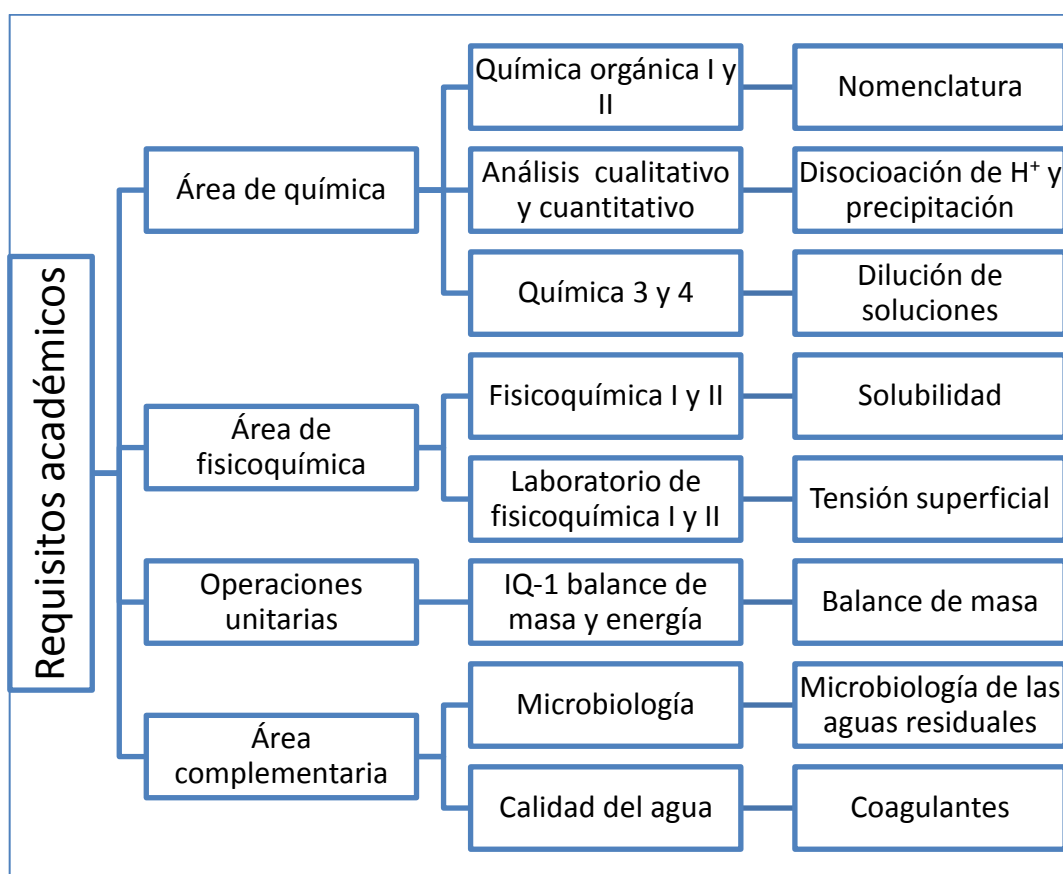 Requisitos académicos
Área de química
Química orgánica I y
II
Nomenclatura
Análisis cualitativo
y cuantitativo
Disocioación de H⁺ y
precipitación
Química 3 y 4
Dilución de
soluciones
Área de
fisicoquímica
Fisicoquímica I y II
Solubilidad
Laboratorio de
fisicoquímica I y II
Tensión superficial
Operaciones
unitarias
IQ-1 balance de
masa y energía
Balance de masa
Área
complementaria
Microbiología
Microbiología de las
aguas residuales
Calidad del agua
Coagulantes